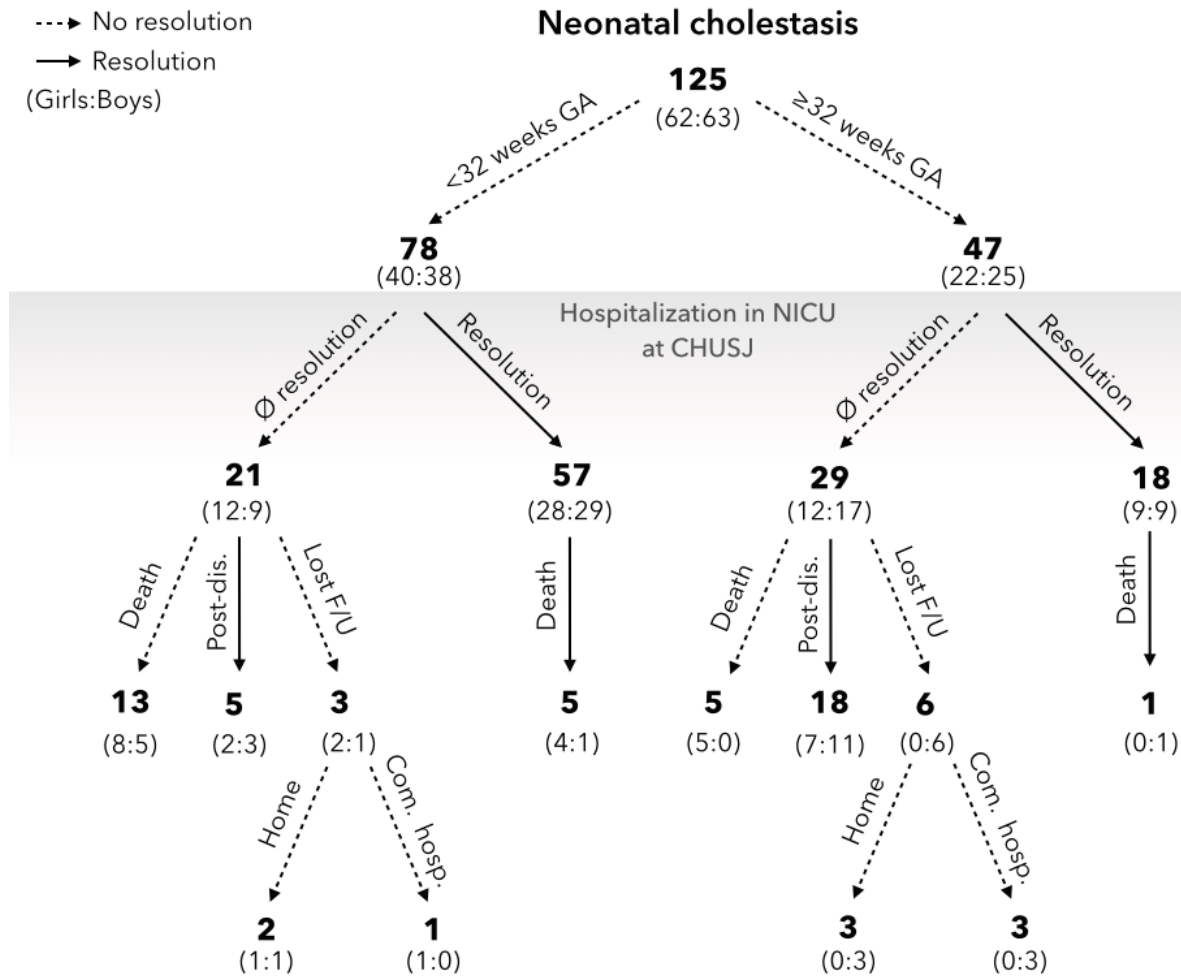 No resolution
Resolution
(Girls:Boys)
Neonatal cholestasis
125
(62:63)
<32 weeks GA
≥32 weeks GA
78
(40:38)
47
(22:25)
Hospitalization in NICU
at CHUSJ
Ø resolution
Resolution
Ø resolution
Resolution
21
(12:9)
57
(28:29)
29
(12:17)
18
(9:9)
Death
Post-dis.
Lost F/U
Death
Death
Post-dis.
Lost F/U
Death
13
(8:5)
5
(2:3)
3
(2:1)
5
(4:1)
5
(5:0)
18
(7:11)
6
(0:6)
1
(0:1)
Home
Com. hosp.
Home
Com. hosp.
2
(1:1)
1
(1:0)
3
(0:3)
3
(0:3)